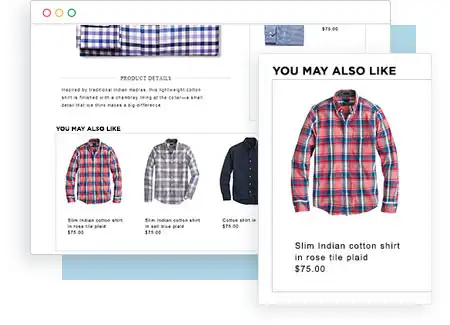 $75.00
PRODUCT DETAILS
Inspired by traditional Indian madras, this lightweight cotton
shirt is finished with a chambray lining at the collar—a small
detail that we think makes a big difference.
YOU MAY ALSO LIKE
Slim Indian cotton shirt
in rose tile plaid
$75.00
Slim Indian cotton shirt
in salt blue plaid
$75.00
Cotton shirt in
$75.00
YOU MAY ALSO LIKE
Slim Indian cotton shirt
in rose tile plaid
$75.00